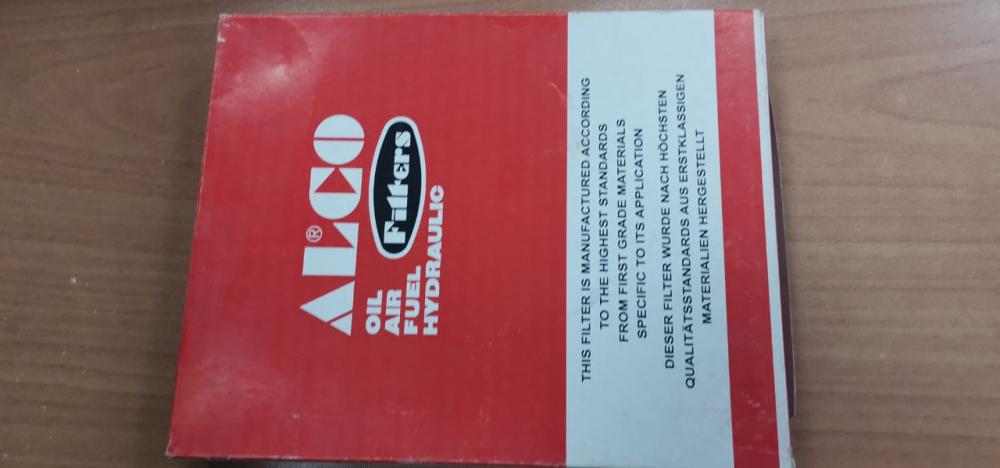 ALCO®
OIL
AIR
FUEL
HYDRAULIC
Filters
THIS FILTER IS MANUFACTURED ACCORDING
TO THE HIGHEST STANDARDS
FROM FIRST GRADE MATERIALS
SPECIFIC TO ITS APPLICATION
DIESER FILTER WURDE NACH HÖCHSTEN
QUALITÄTSSTANDARDS AUS ERSTKLASSIGEN
MATERIALIEN HERGESTELLT